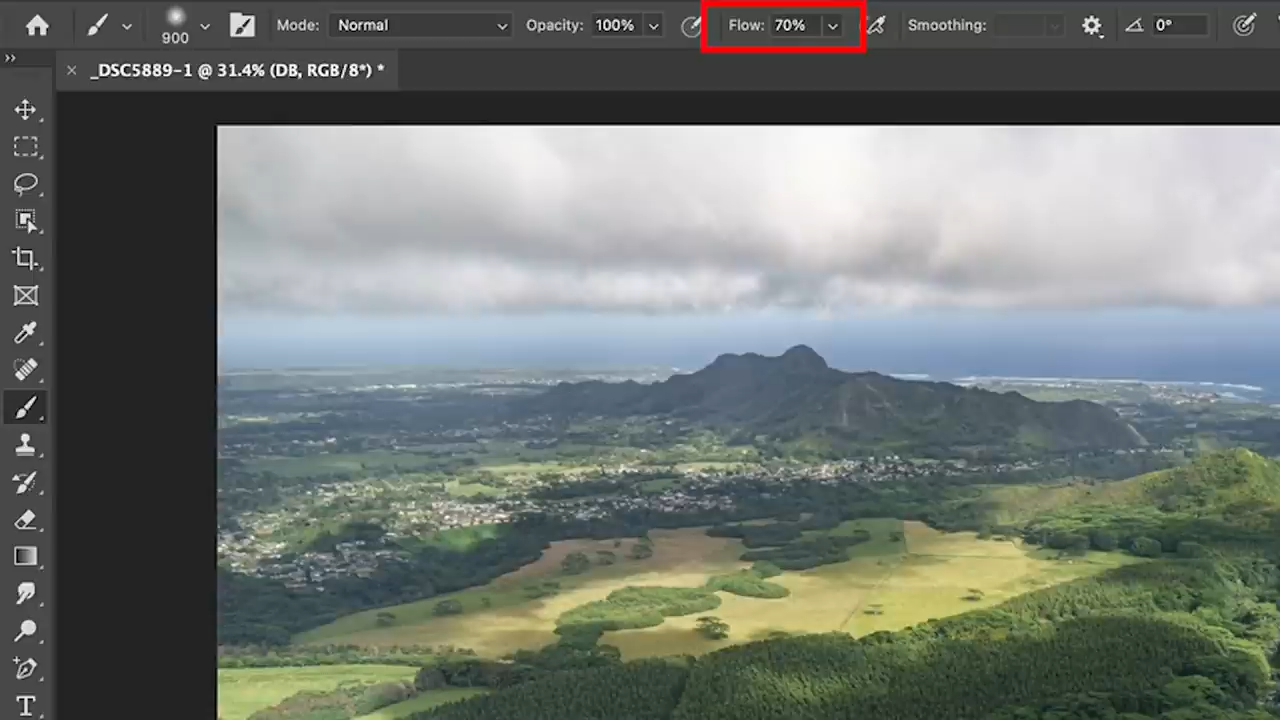 900
Mode: Normal
Opacity: 100%
Flow: 70%
Smoothing:
0°
_DSC5889-1 @ 31.4% (DB, RGB/8*) *
T